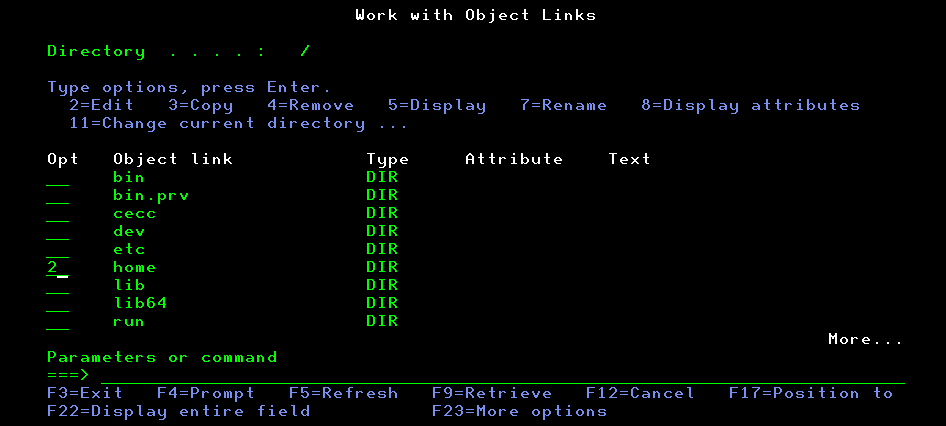 Work with Object Links
Directory  . . . . :   /
Type options, press Enter.
2=Edit   3=Copy   4=Remove   5=Display   7=Rename   8=Display attributes
11=Change current directory ...
Opt   Object link            Type     Attribute    Text
bin                    DIR
bin.prv                DIR
cecc                   DIR
dev                    DIR
etc                    DIR
2   home                   DIR
lib                    DIR
lib64                  DIR
run                    DIR
More...
Parameters or command
===>
F3=Exit   F4=Prompt   F5=Refresh   F9=Retrieve   F12=Cancel   F17=Position to
F22=Display entire field           F23=More options